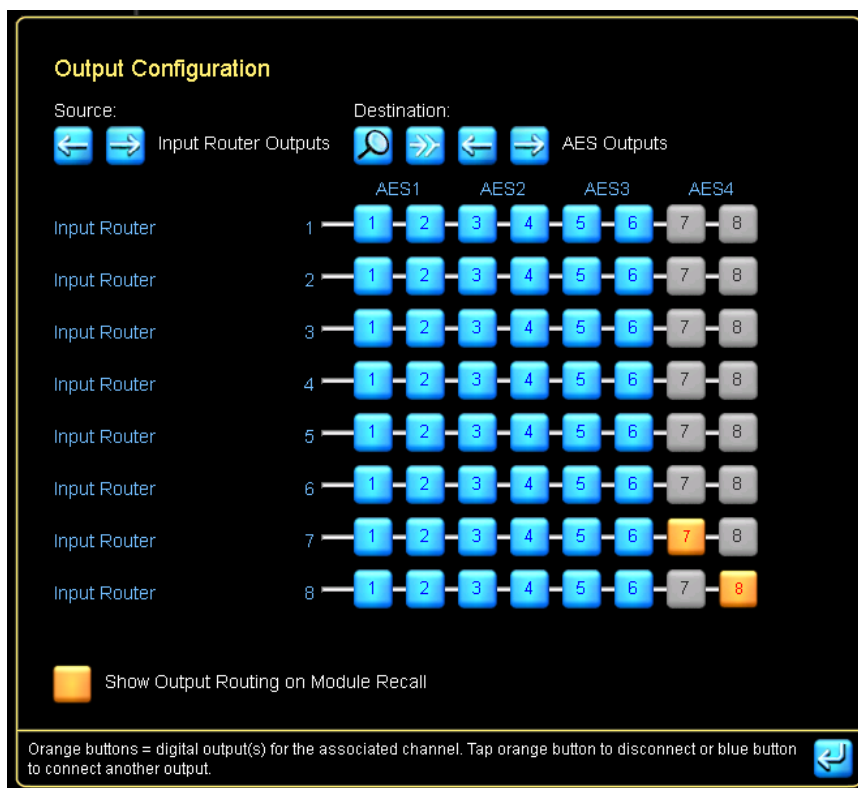 Output Configuration
Source: Destination:
Input Router Outputs AES Outputs
AES1 AES2 AES3 AES4
Input Router 1 1 2 3 4 5 6 7 8
Input Router 2 1 2 3 4 5 6 7 8
Input Router 3 1 2 3 4 5 6 7 8
Input Router 4 1 2 3 4 5 6 7 8
Input Router 5 1 2 3 4 5 6 7 8
Input Router 6 1 2 3 4 5 6 7 8
Input Router 7 1 2 3 4 5 6 7 8
Input Router 8 1 2 3 4 5 6 7 8
Show Output Routing on Module Recall
Orange buttons = digital output(s) for the associated channel. Tap orange button to disconnect or blue button
to connect another output.